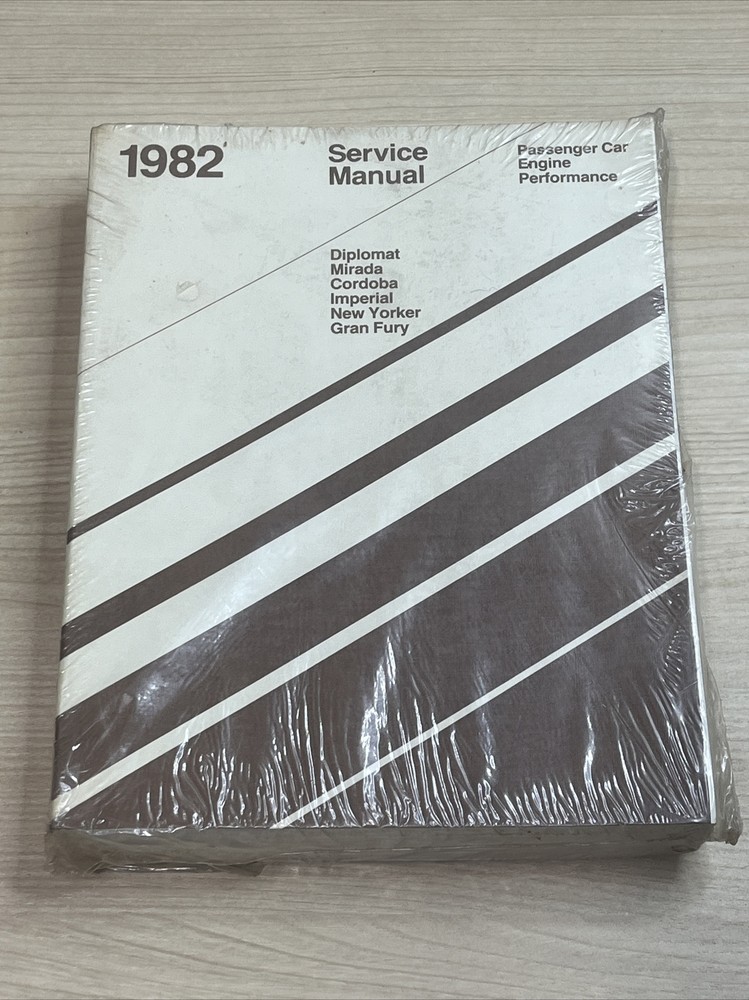 1982
Service
Manual
Passenger Car
Engine
Performance
Diplomat
Mirada
Cordoba
Imperial
New Yorker
Gran Fury